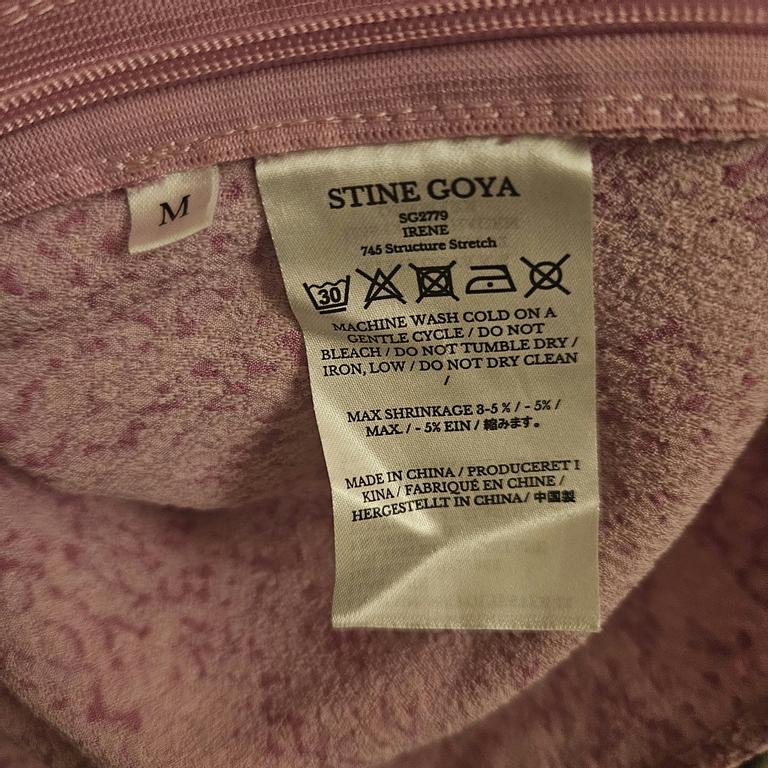 M
STINE GOYA
SG2779
IRENE
745 Structure Stretch
30
MACHINE WASH COLD ON A
GENTLE CYCLE / DO NOT
BLEACH / DO NOT TUMBLE DRY /
IRON, LOW / DO NOT DRY CLEAN
/
MAX SHRINKAGE 3-5 % / - 5% /
MAX. / - 5% EIN / 縮みます。
MADE IN CHINA / PRODUCERET I
KINA / FABRIQUÉ EN CHINE /
HERGESTELLT IN CHINA / 中国製